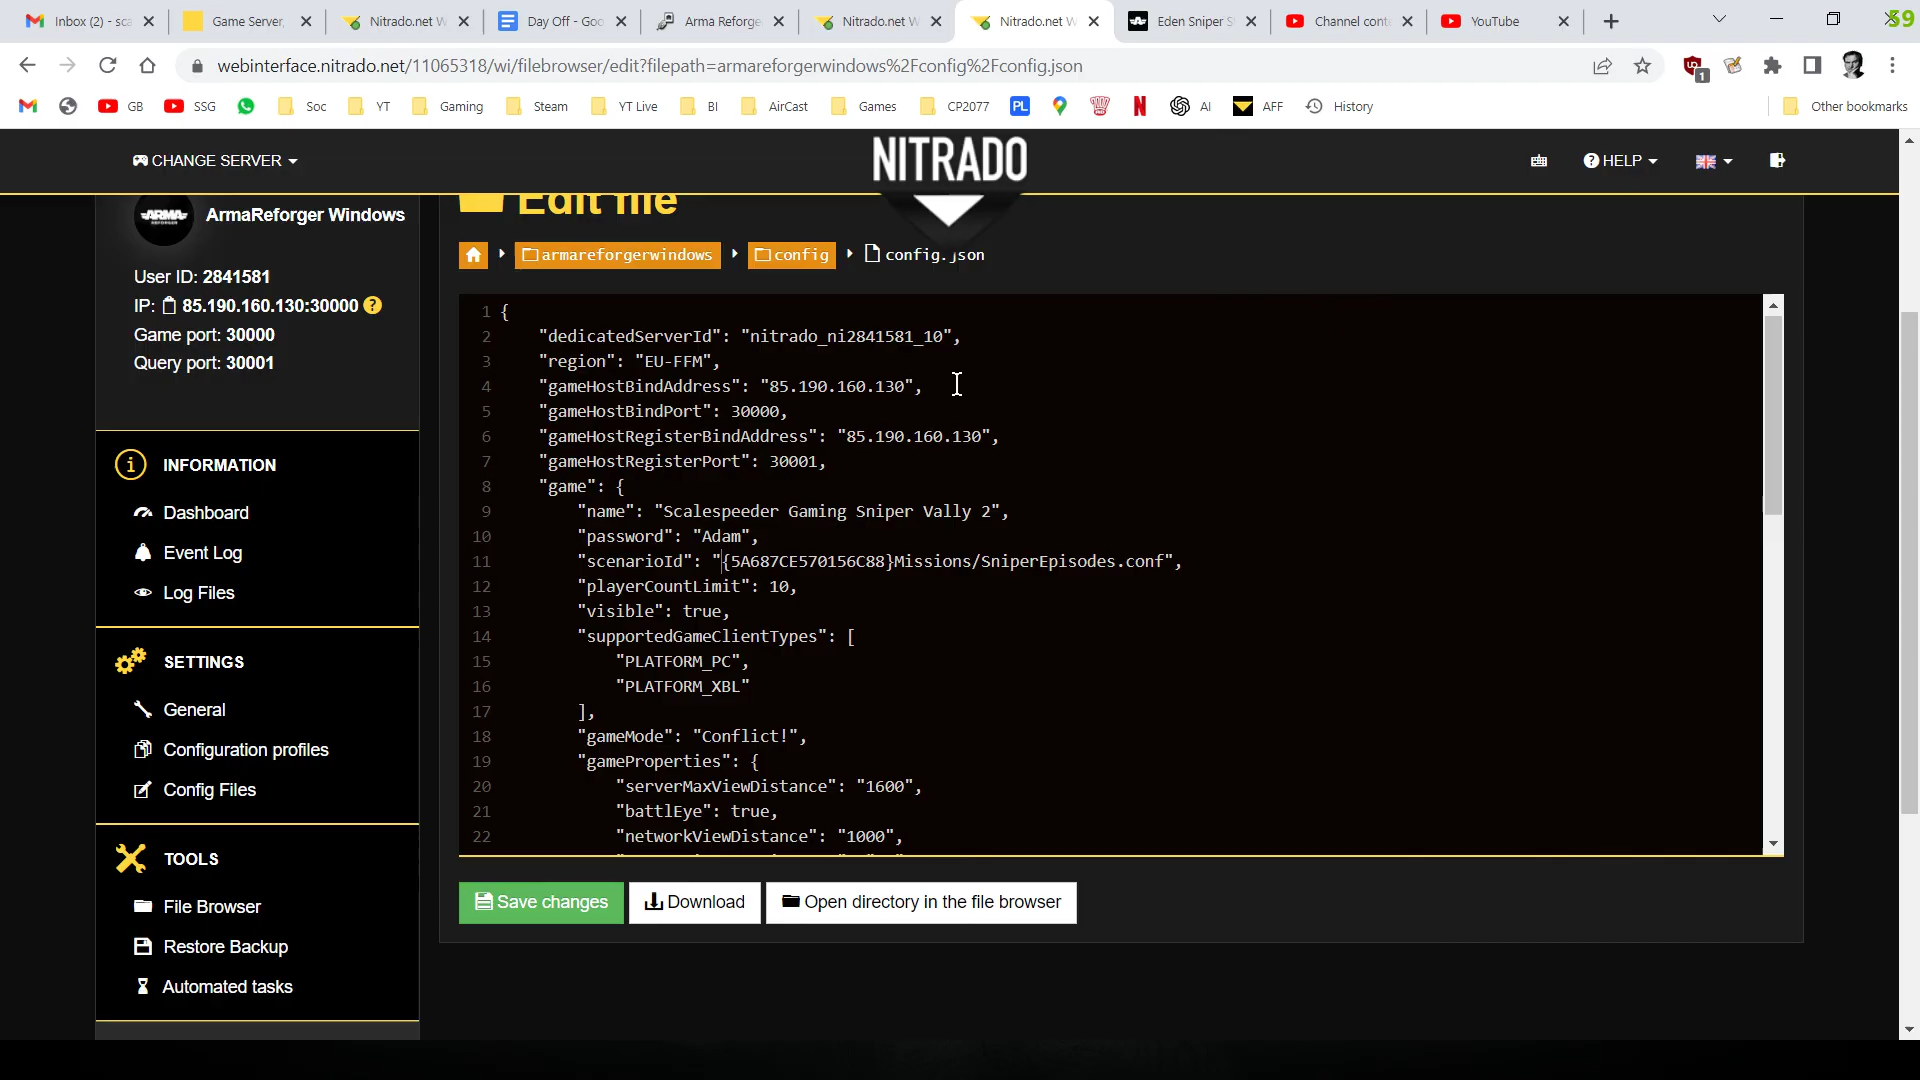 Inbox (2) - sca
Game Server,
Nitrado.net W
Day Off - Goo
Arma Reforge
Nitrado.net W
Nitrado.net W
Eden Sniper S
Channel conte
YouTube
59
webinterface.nitrado.net/11065318/wi/filebrowser/edit?filepath=armareforgerwindows%2Fconfig%2Fconfig.json
1
GB
SSG
Soc
YT
Gaming
Steam
YT Live
BI
AirCast
Games
CP2077
PL
AI
AFF
History
Other bookmarks
CHANGE SERVER
NITRADO
HELP
ARMA
REFORGER
ArmaReforger Windows
User ID: 2841581
IP: 85.190.160.130:30000 ?
Game port: 30000
Query port: 30001
INFORMATION
Dashboard
Event Log
Log Files
SETTINGS
General
Configuration profiles
Config Files
TOOLS
File Browser
Restore Backup
Automated tasks
Edit file
armareforgerwindows
config
config.json
1 {
2 "dedicatedServerId": "nitrado_ni2841581_10",
3 "region": "EU-FFM",
4 "gameHostBindAddress": "85.190.160.130",
5 "gameHostBindPort": 30000,
6 "gameHostRegisterBindAddress": "85.190.160.130",
7 "gameHostRegisterPort": 30001,
8 "game": {
9 "name": "Scalespeeder Gaming Sniper Vally 2",
10 "password": "Adam",
11 "scenarioId": "{5A687CE570156C88}Missions/SniperEpisodes.conf",
12 "playerCountLimit": 10,
13 "visible": true,
14 "supportedGameClientTypes": [
15 "PLATFORM_PC",
16 "PLATFORM_XBL"
17 ],
18 "gameMode": "Conflict!",
19 "gameProperties": {
20 "serverMaxViewDistance": "1600",
21 "battlEye": true,
22 "networkViewDistance": "1000",
Save changes
Download
Open directory in the file browser